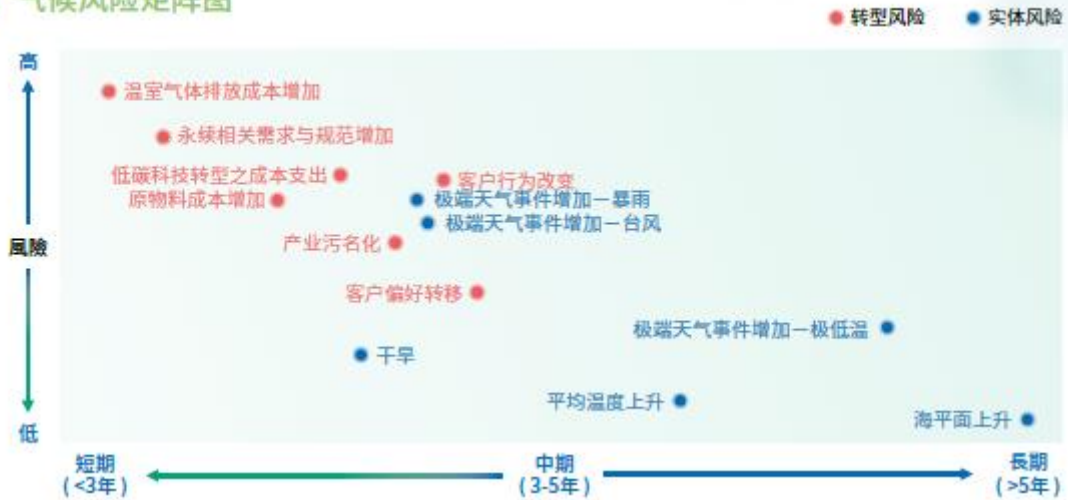 气候风险矩阵图
转型风险
实体风险
高
温室气体排放成本增加
永续相关需求与规范增加
低碳科技转型之成本支出
客户行为改变
原物料成本增加
极端天气事件增加－暴雨
极端天气事件增加－台风
产业污名化
風險
客户偏好转移
极端天气事件增加－极低温
干旱
平均温度上升
海平面上升
低
短期
(<3年)
中期
(3-5年)
長期
(>5年)